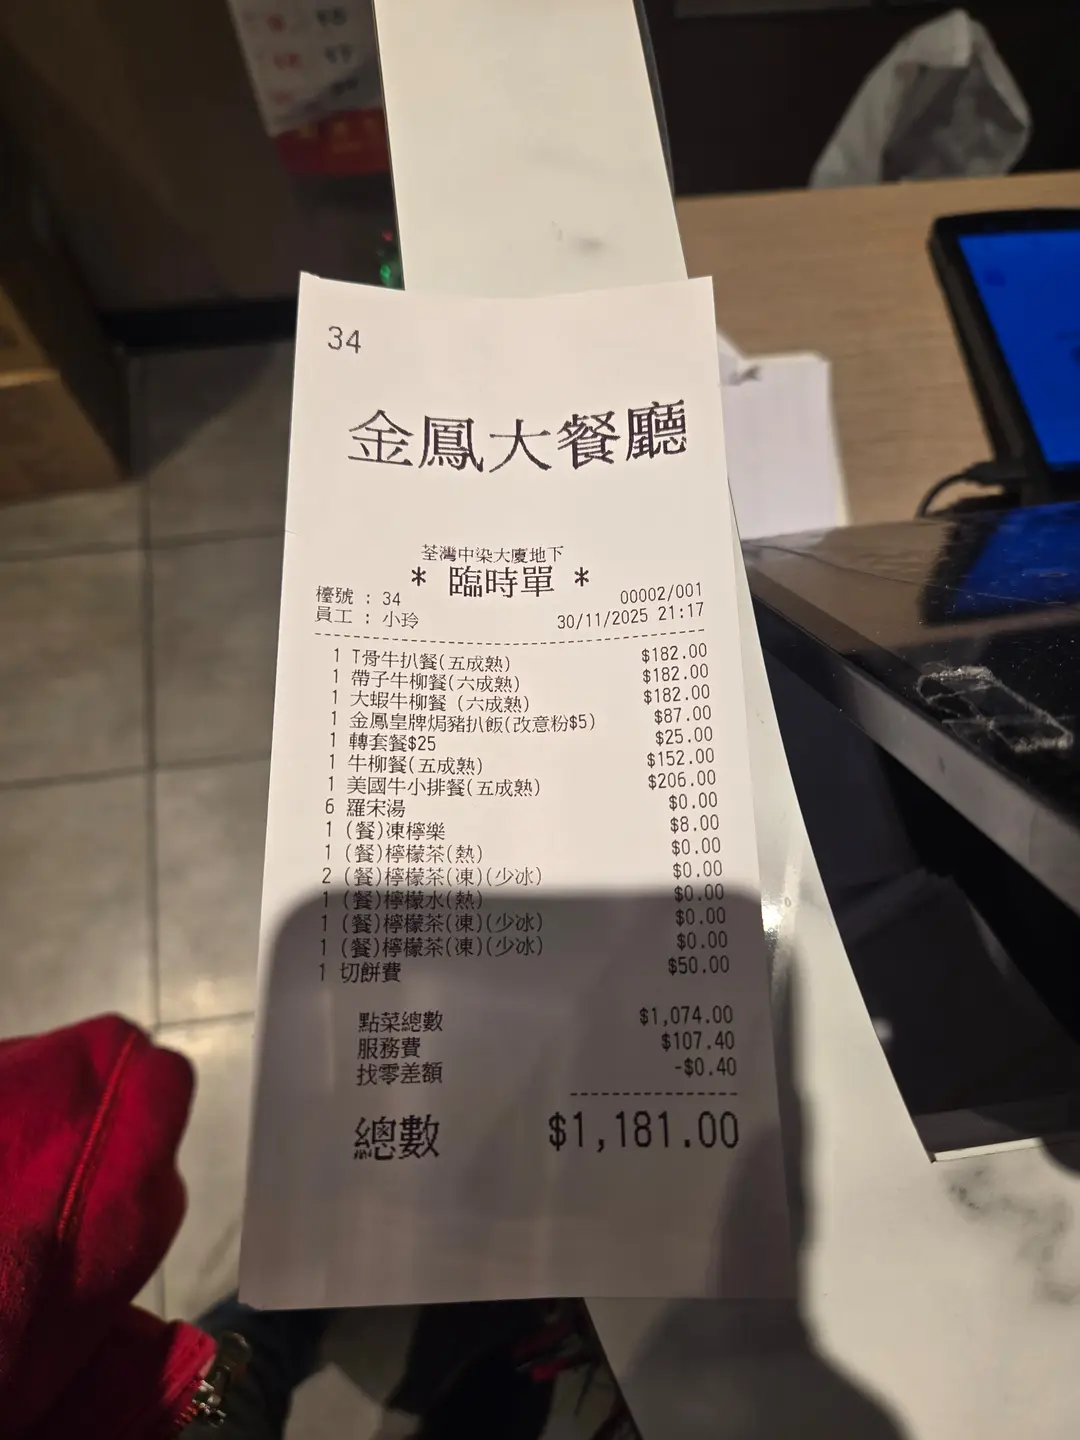 34
金鳳大餐廳
荃灣中染大廈地下
* 臨時單 *
檯號 : 34 00002/001
員工 : 小玲 30/11/2025 21:17
1 T骨牛扒餐(五成熟) $182.00
1 帶子牛柳餐(六成熟) $182.00
1 大蝦牛柳餐 (六成熟) $182.00
1 金鳳皇牌焗豬扒飯(改意粉$5) $87.00
1 轉套餐$25 $25.00
1 牛柳餐(五成熟) $152.00
1 美國牛小排餐(五成熟) $206.00
6 羅宋湯 $0.00
1 (餐)凍檸樂 $8.00
1 (餐)檸檬茶(熱) $0.00
2 (餐)檸檬茶(凍)(少冰) $0.00
1 (餐)檸檬水(熱) $0.00
1 (餐)檸檬茶(凍)(少冰) $0.00
1 (餐)檸檬茶(凍)(少冰) $0.00
1 切餅費 $50.00
點菜總數 $1,074.00
服務費 $107.40
找零差額 -$0.40
總數 $1,181.00